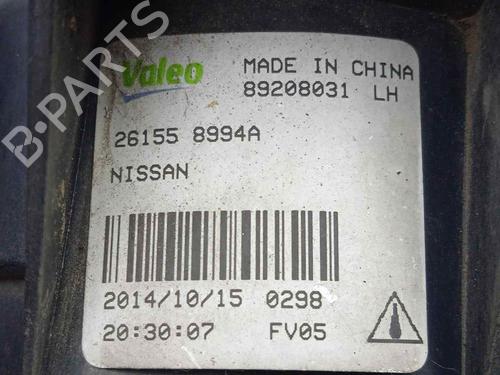 Valeo
MADE IN CHINA
89208031 LH
26155 8994A
NISSAN
2014/10/15 0298
20:30:07 FV05
B-PARTS